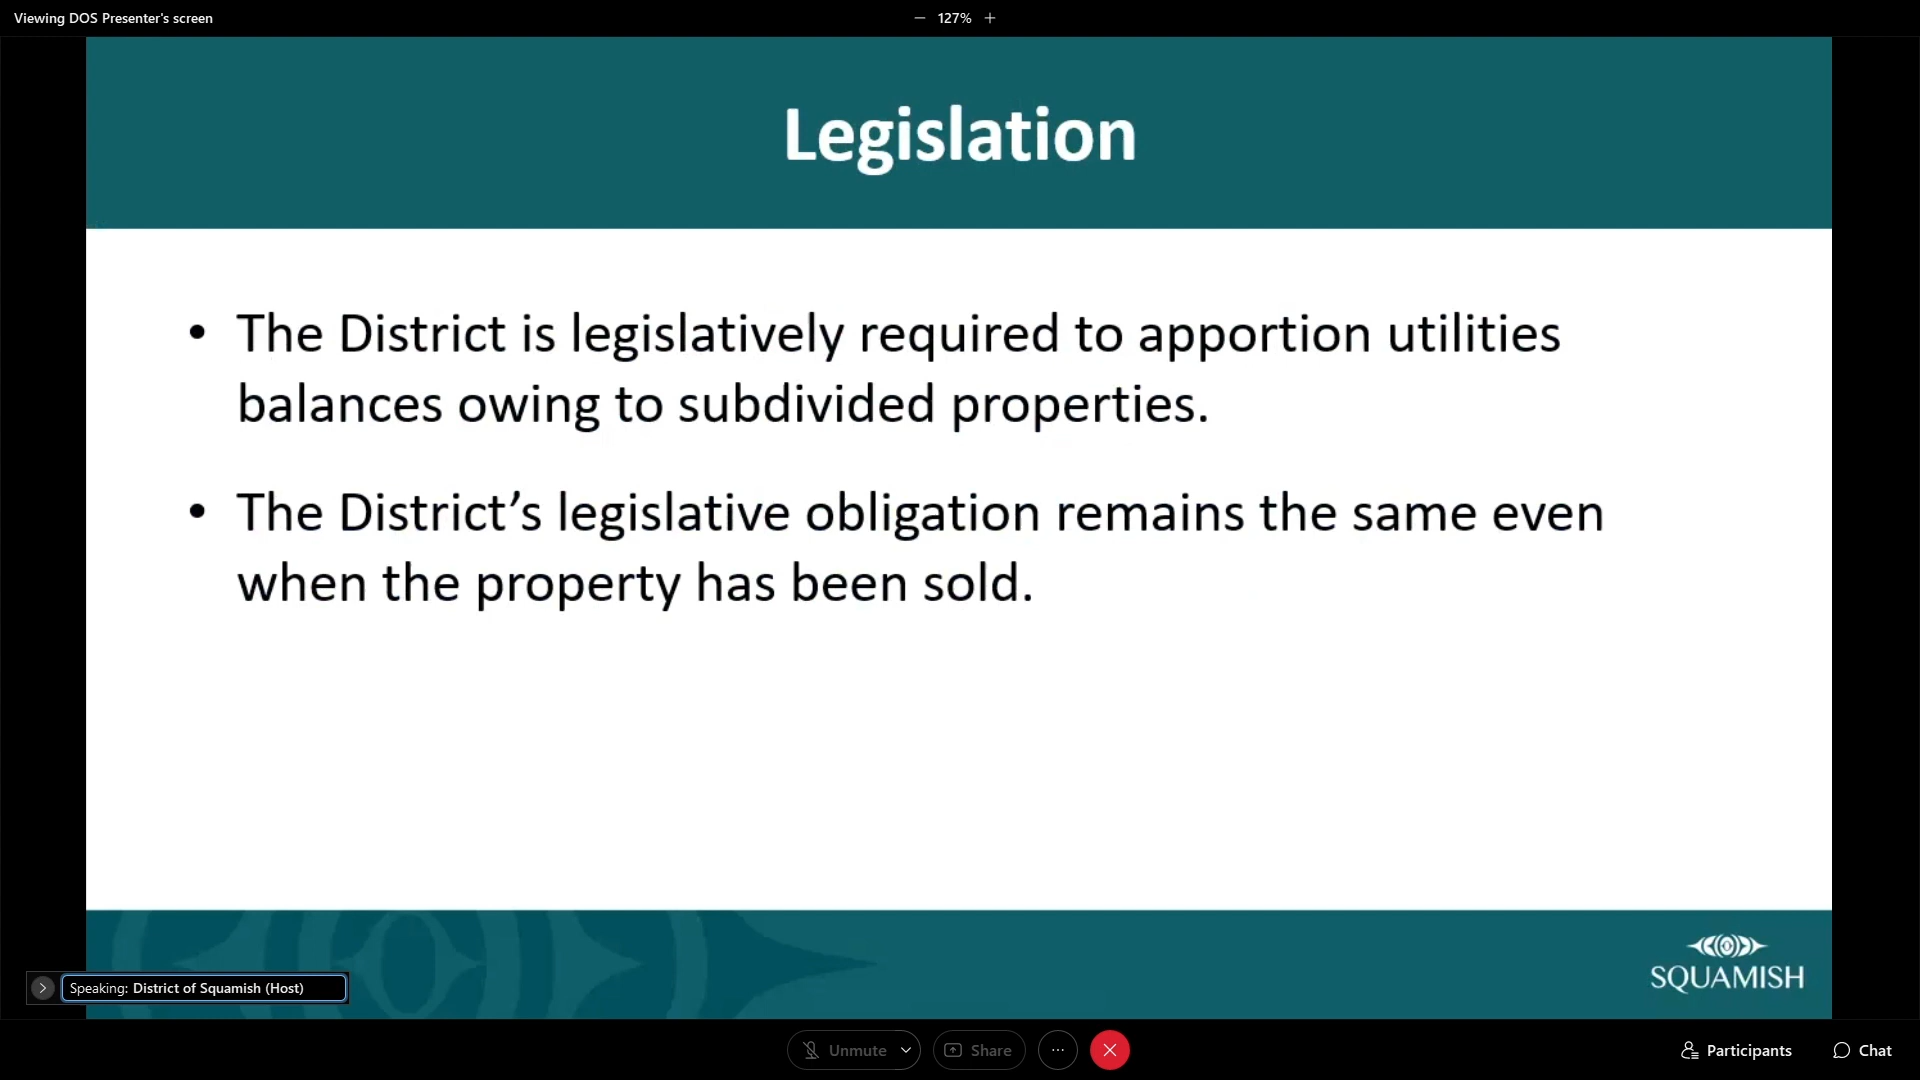 Viewing DOS Presenter's screen
— 127% +
Legislation
• The District is legislatively required to apportion utilities
balances owing to subdivided properties.
• The District’s legislative obligation remains the same even
when the property has been sold.
SQUAMISH
Speaking: District of Squamish (Host)
Unmute
Share
Participants
Chat